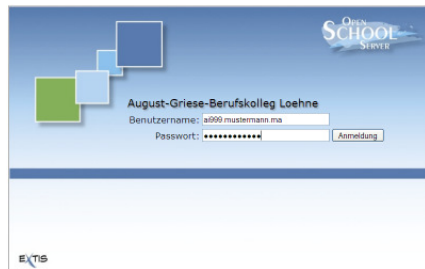 OPEN
SCHOOL
SERVER
August-Griese-Berufskolleg Loehne
Benutzername: ai999.mustermann.ma
Passwort: ●●●●●●●●●●●●
Anmeldung
EXTIS